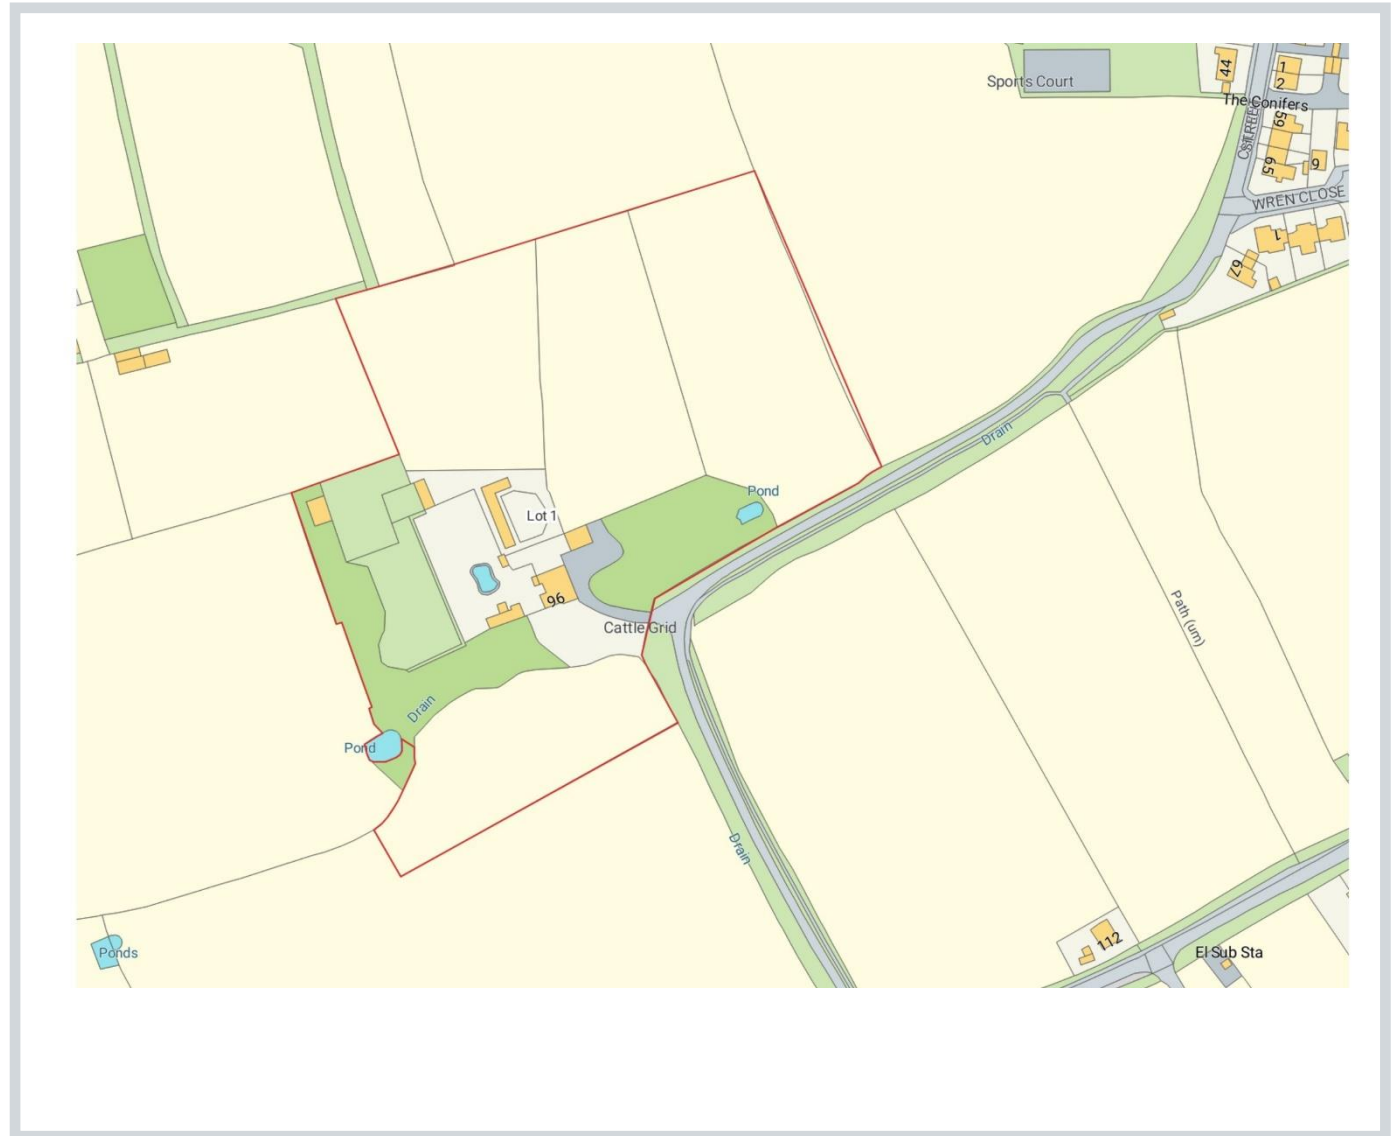 44
1
2
Sports Court
The Conifers
59
65
9
WREN CLOSE
1
67
Drain
Pond
Lot 1
96
Cattle Grid
Path (um)
Drain
Pond
Drain
112
Ponds
El Sub Sta